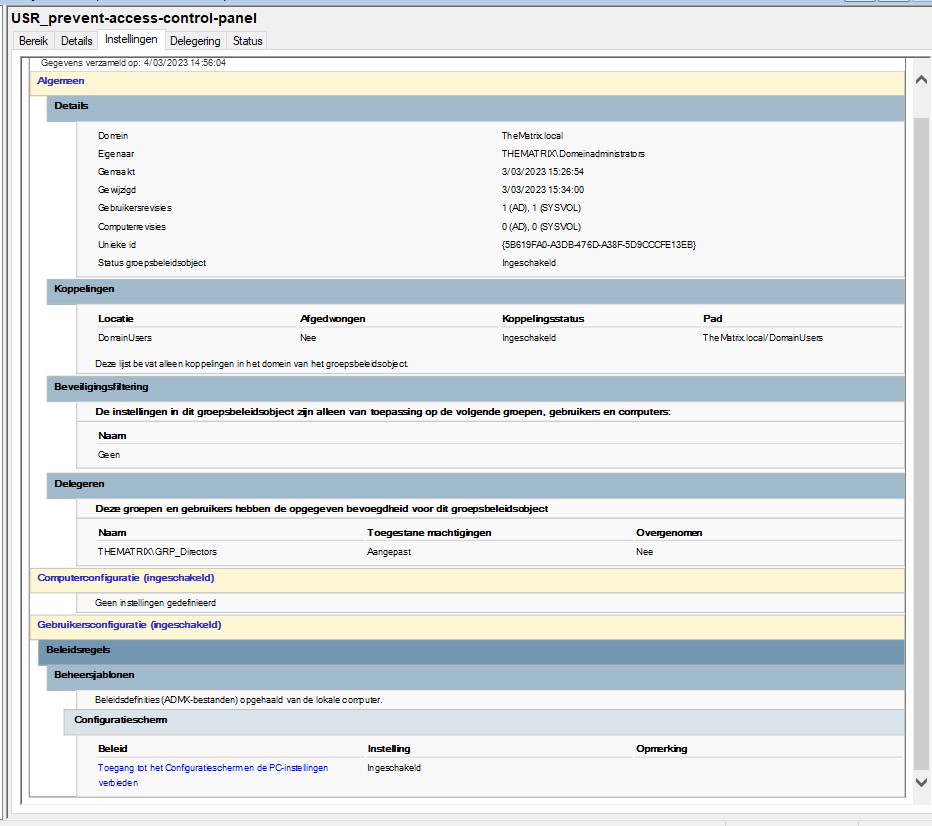 USR_prevent-access-control-panel
Bereik Details Instellingen Delegering Status
Gegevens verzameld op: 4/03/2023 14:56:04
Algemeen
Details
Domein TheMatrix.local
Eigenaar THEMATRIX\Domeinadministrators
Gemaakt 3/03/2023 15:26:54
Gewijzigd 3/03/2023 15:34:00
Gebruikersrevisies 1 (AD), 1 (SYSVOL)
Computerrevisies 0 (AD), 0 (SYSVOL)
Unieke id {5B619FA0-A3DB-476D-A38F-5D9CCCFE13EB}
Status groepsbeleidsobject Ingeschakeld
Koppelingen
Locatie Afgedwongen Koppelingsstatus Pad
DomainUsers Nee Ingeschakeld TheMatrix.local/DomainUsers
Deze lijst bevat alleen koppelingen in het domein van het groepsbeleidsobject.
Beveiligingsfiltering
De instellingen in dit groepsbeleidsobject zijn alleen van toepassing op de volgende groepen, gebruikers en computers:
Naam
Geen
Delegeren
Deze groepen en gebruikers hebben de opgegeven bevoegdheid voor dit groepsbeleidsobject
Naam Toegestane machtigingen Overgenomen
THEMATRIX\GRP_Directors Aangepast Nee
Computerconfiguratie (ingeschakeld)
Geen instellingen gedefinieerd
Gebruikersconfiguratie (ingeschakeld)
Beleidsregels
Beheersjablonen
Beleidsdefinities (ADMX-bestanden) opgehaald van de lokale computer.
Configuratiescherm
Beleid Instelling Opmerking
Toegang tot het Configuratiescherm en de PC-instellingen Ingeschakeld
verbieden